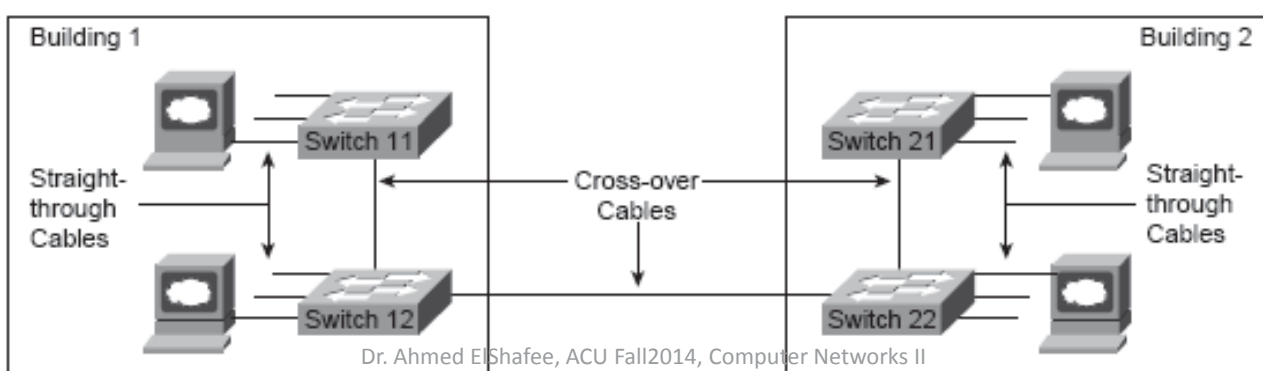 Building 1
Building 2
Switch 11
Switch 21
Straight-
through
Cables
Cross-over
Cables
Straight-
through
Cables
Switch 12
Switch 22
Dr. Ahmed ElShafee, ACU Fall2014, Computer Networks II